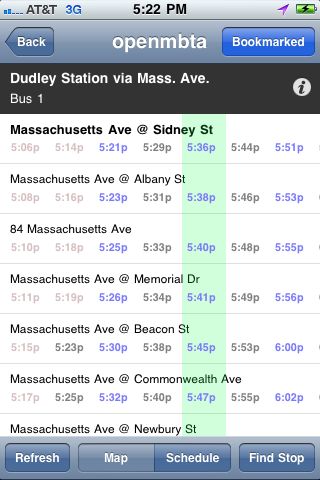 AT&T 3G 5:22 PM
Back openmbta Bookmarked
Dudley Station via Mass. Ave.
Bus 1
Massachusetts Ave @ Sidney St
5:06p 5:14p 5:21p 5:29p 5:36p 5:44p 5:51p
Massachusetts Ave @ Albany St
5:08p 5:16p 5:23p 5:31p 5:38p 5:46p 5:53p
84 Massachusetts Ave
5:10p 5:18p 5:25p 5:33p 5:40p 5:48p 5:55p
Massachusetts Ave @ Memorial Dr
5:11p 5:19p 5:26p 5:34p 5:41p 5:49p 5:56p
Massachusetts Ave @ Beacon St
5:15p 5:23p 5:30p 5:38p 5:45p 5:53p 6:00p
Massachusetts Ave @ Commonwealth Ave
5:17p 5:25p 5:32p 5:40p 5:47p 5:55p 6:02p
Massachusetts Ave @ Newbury St
Refresh Map Schedule Find Stop